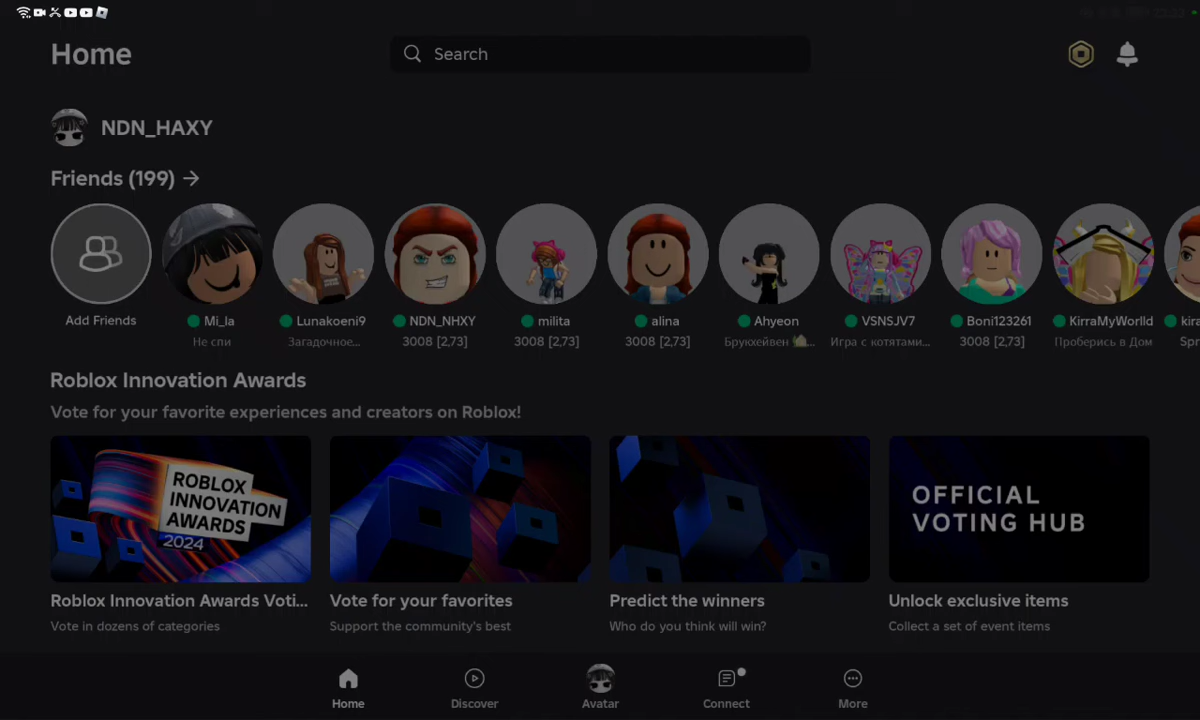 Home
Search
NDN_HAXY
Friends (199)
Add Friends
Mi_la
Не спи
Lunakoeni9
Загадочное...
NDN_NHXY
3008 [2,73]
milita
3008 [2,73]
alina
3008 [2,73]
Ahyeon
Брукхейвен 🏠...
VSNSJV7
Игра с котятами...
Boni123261
3008 [2,73]
KirraMyWorlld
Проберись в Дом
kira
Spr
Roblox Innovation Awards
Vote for your favorite experiences and creators on Roblox!
ROBLOX
INNOVATION
AWARDS
2024
OFFICIAL
VOTING HUB
Roblox Innovation Awards Voti...
Vote in dozens of categories
Vote for your favorites
Support the community's best
Predict the winners
Who do you think will win?
Unlock exclusive items
Collect a set of event items
Home
Discover
Avatar
Connect
More